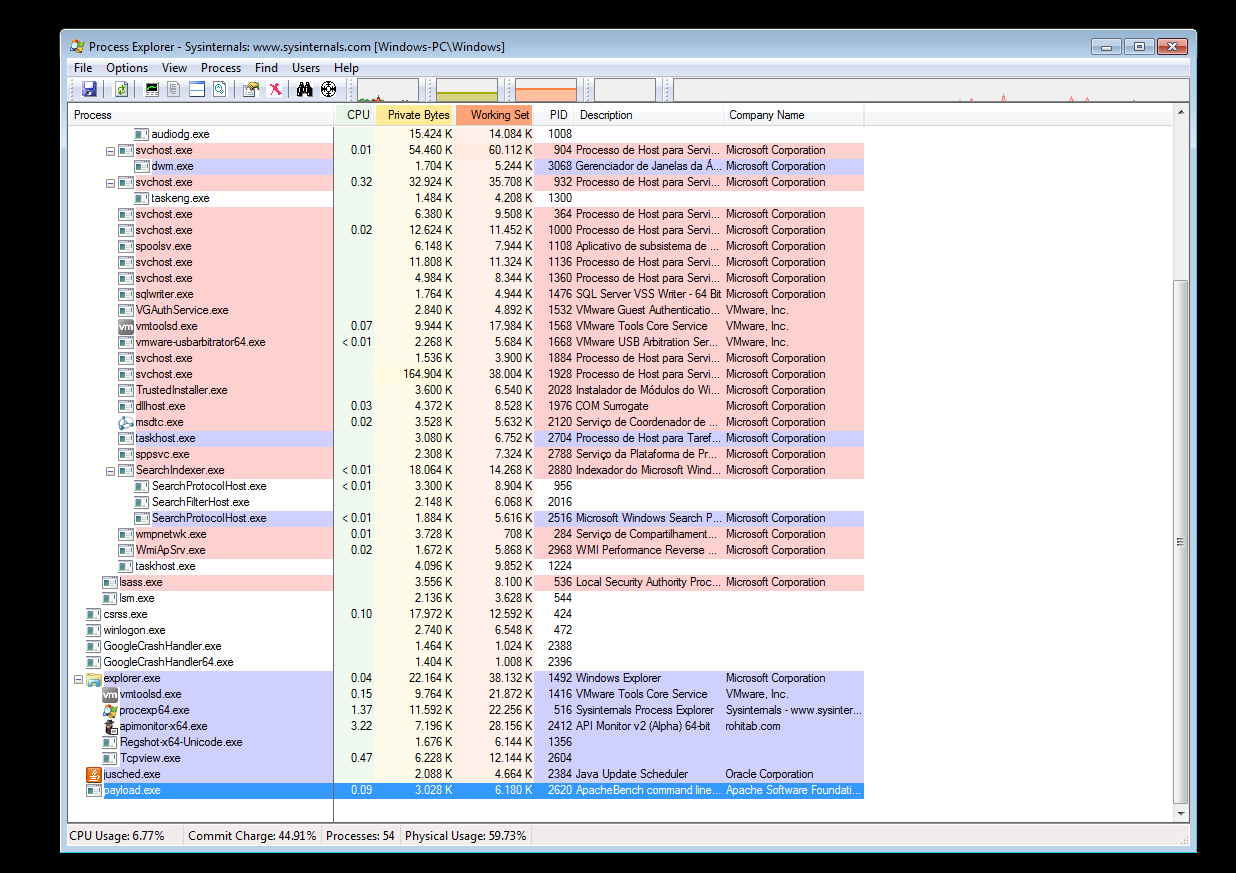 Process Explorer - Sysinternals: www.sysinternals.com [Windows-PC\Windows]
File Options View Process Find Users Help
Process CPU Private Bytes Working Set PID Description Company Name
audiodg.exe 15.424 K 14.084 K 1008
svchost.exe 0.01 54.460 K 60.112 K 904 Processo de Host para Servi... Microsoft Corporation
dwm.exe 1.704 K 5.244 K 3068 Gerenciador de Janelas da Á... Microsoft Corporation
svchost.exe 0.32 32.924 K 35.708 K 932 Processo de Host para Servi... Microsoft Corporation
taskeng.exe 1.484 K 4.208 K 1300
svchost.exe 6.380 K 9.508 K 364 Processo de Host para Servi... Microsoft Corporation
svchost.exe 0.02 12.624 K 11.452 K 1000 Processo de Host para Servi... Microsoft Corporation
spoolsv.exe 6.148 K 7.944 K 1108 Aplicativo de subsistema de ... Microsoft Corporation
svchost.exe 11.808 K 11.324 K 1136 Processo de Host para Servi... Microsoft Corporation
svchost.exe 4.984 K 8.344 K 1360 Processo de Host para Servi... Microsoft Corporation
sqlwriter.exe 1.764 K 4.944 K 1476 SQL Server VSS Writer - 64 Bit Microsoft Corporation
VGAuthService.exe 2.840 K 4.892 K 1532 VMware Guest Authenticatio... VMware, Inc.
vm vmtoolsd.exe 0.07 9.944 K 17.984 K 1568 VMware Tools Core Service VMware, Inc.
vmware-usbarbitrator64.exe < 0.01 2.268 K 5.684 K 1668 VMware USB Arbitration Ser... VMware, Inc.
svchost.exe 1.536 K 3.900 K 1884 Processo de Host para Servi... Microsoft Corporation
svchost.exe 164.904 K 38.004 K 1928 Processo de Host para Servi... Microsoft Corporation
TrustedInstaller.exe 3.600 K 6.540 K 2028 Instalador de Módulos do Wi... Microsoft Corporation
dllhost.exe 0.03 4.372 K 8.528 K 1976 COM Surrogate Microsoft Corporation
msdtc.exe 0.02 3.528 K 5.632 K 2120 Serviço de Coordenador de ... Microsoft Corporation
taskhost.exe 3.080 K 6.752 K 2704 Processo de Host para Taref... Microsoft Corporation
sppsvc.exe 2.308 K 7.324 K 2788 Serviço da Plataforma de Pr... Microsoft Corporation
SearchIndexer.exe < 0.01 18.064 K 14.268 K 2880 Indexador do Microsoft Wind... Microsoft Corporation
SearchProtocolHost.exe < 0.01 3.300 K 8.904 K 956
SearchFilterHost.exe 2.148 K 6.068 K 2016
SearchProtocolHost.exe < 0.01 1.884 K 5.616 K 2516 Microsoft Windows Search P... Microsoft Corporation
wmpnetwk.exe 0.01 3.728 K 708 K 284 Serviço de Compartilhament... Microsoft Corporation
WmiApSrv.exe 0.02 1.672 K 5.868 K 2968 WMI Performance Reverse ... Microsoft Corporation
taskhost.exe 4.096 K 9.852 K 1224
lsass.exe 3.556 K 8.100 K 536 Local Security Authority Proc... Microsoft Corporation
lsm.exe 2.136 K 3.628 K 544
csrss.exe 0.10 17.972 K 12.592 K 424
winlogon.exe 2.740 K 6.548 K 472
GoogleCrashHandler.exe 1.464 K 1.024 K 2388
GoogleCrashHandler64.exe 1.404 K 1.008 K 2396
explorer.exe 0.04 22.164 K 38.132 K 1492 Windows Explorer Microsoft Corporation
vm vmtoolsd.exe 0.15 9.764 K 21.872 K 1416 VMware Tools Core Service VMware, Inc.
procexp64.exe 1.37 11.592 K 22.256 K 516 Sysinternals Process Explorer Sysinternals - www.sysinter...
apimonitor-x64.exe 3.22 7.196 K 28.156 K 2412 API Monitor v2 (Alpha) 64-bit rohitab.com
Regshot-x64-Unicode.exe 1.676 K 6.144 K 1356
Tcpview.exe 0.47 6.228 K 12.144 K 2604
jusched.exe 2.088 K 4.664 K 2384 Java Update Scheduler Oracle Corporation
payload.exe 0.09 3.028 K 6.180 K 2620 ApacheBench command line... Apache Software Foundati...
CPU Usage: 6.77% Commit Charge: 44.91% Processes: 54 Physical Usage: 59.73%